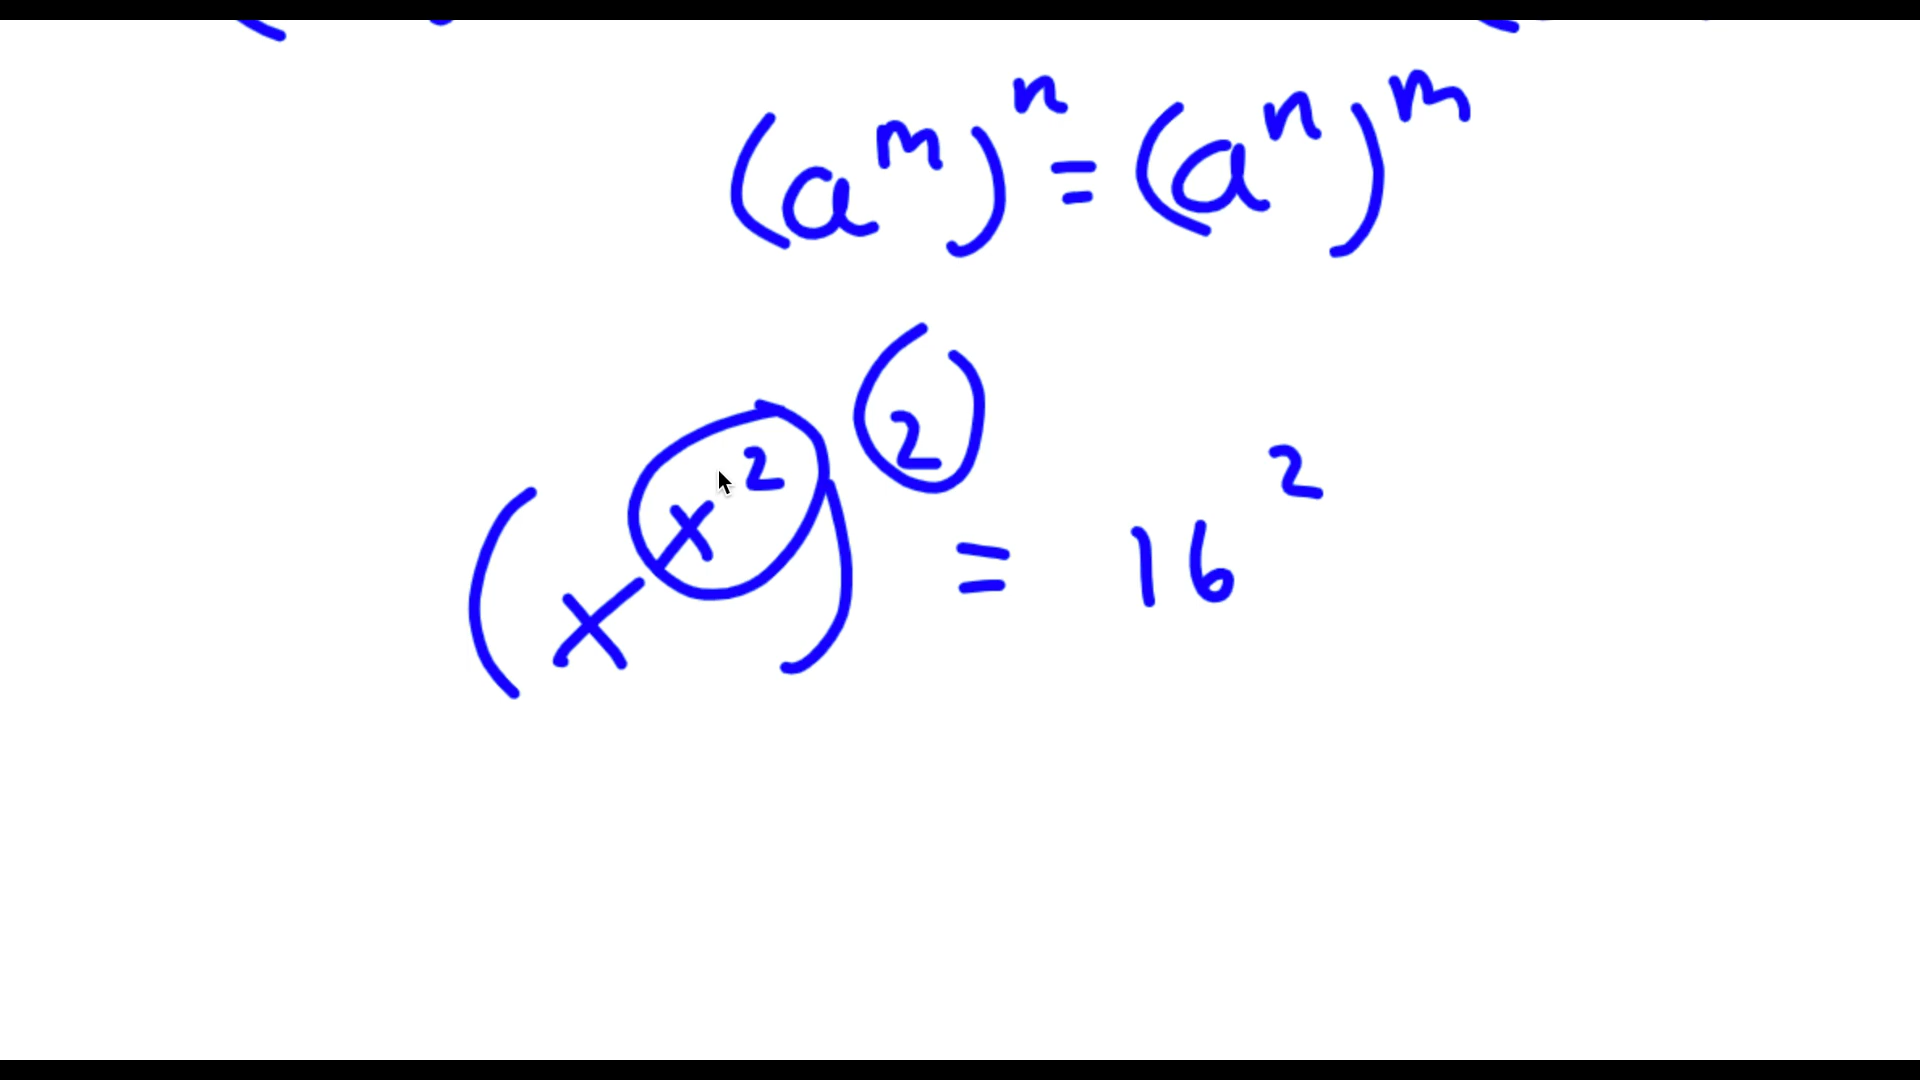 (a^m)^n = (a^n)^m
(x^{x^2})^2 = 16^2